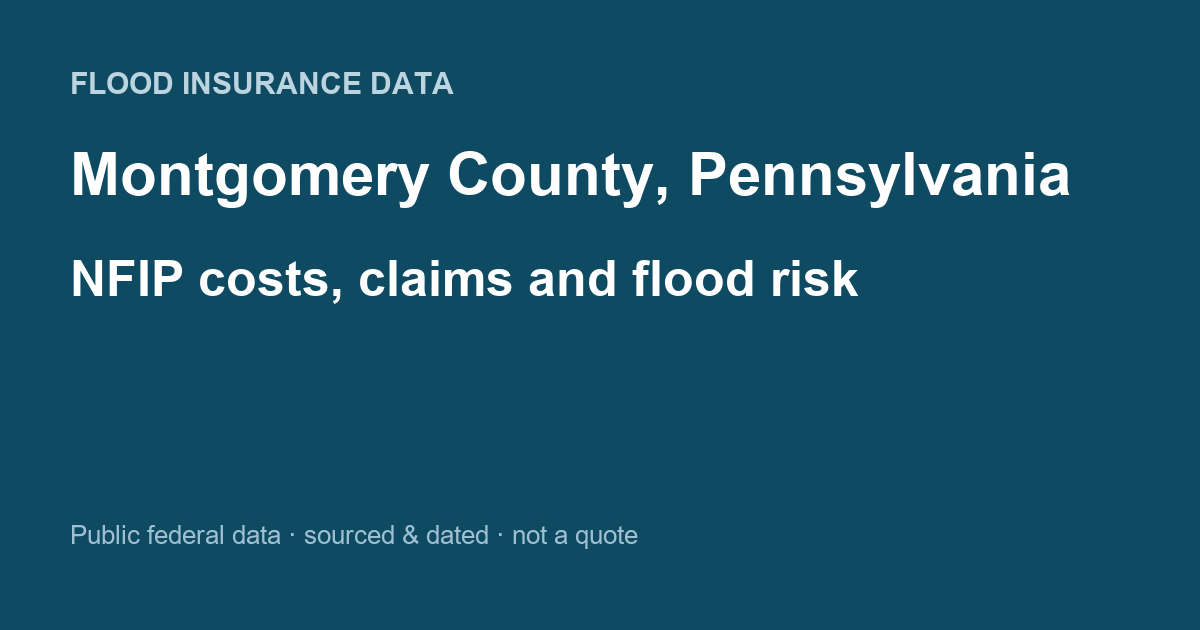 FLOOD INSURANCE DATA
Montgomery County, Pennsylvania
NFIP costs, claims and flood risk
Public federal data · sourced & dated · not a quote